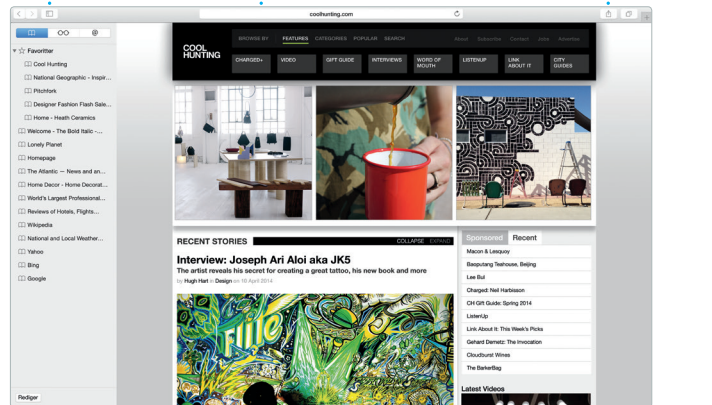 coolhunting.com
Favoritter
Cool Hunting
National Geographic - Inspir...
Pitchfork
Designer Fashion Flash Sale...
Home - Heath Ceramics
Welcome - The Bold Italic -...
Lonely Planet
Homepage
The Atlantic — News and an...
Home Decor - Home Decorat...
World's Largest Professional...
Reviews of Hotels, Flights...
Wikipedia
National and Local Weather...
Yahoo
Bing
Google
Rediger
COOL
HUNTING
BROWSE BY FEATURES CATEGORIES POPULAR SEARCH
About Subscribe Contact Jobs Advertise
CHARGED+ VIDEO GIFT GUIDE INTERVIEWS WORD OF MOUTH LISTENUP LINK ABOUT IT CITY GUIDES
RECENT STORIES COLLAPSE EXPAND
Interview: Joseph Ari Aloi aka JK5
The artist reveals his secret for creating a great tattoo, his new book and more
by Hugh Hart in Design on 10 April 2014
Sponsored Recent
Macon & Lesquoy
Baoputang Teahouse, Beijing
Lee Bul
Charged: Neil Harbisson
CH Gift Guide: Spring 2014
ListenUp
Link About It: This Week's Picks
Gehard Demetz: The Invocation
Cloudburst Wines
The BarkerBag
Latest Videos